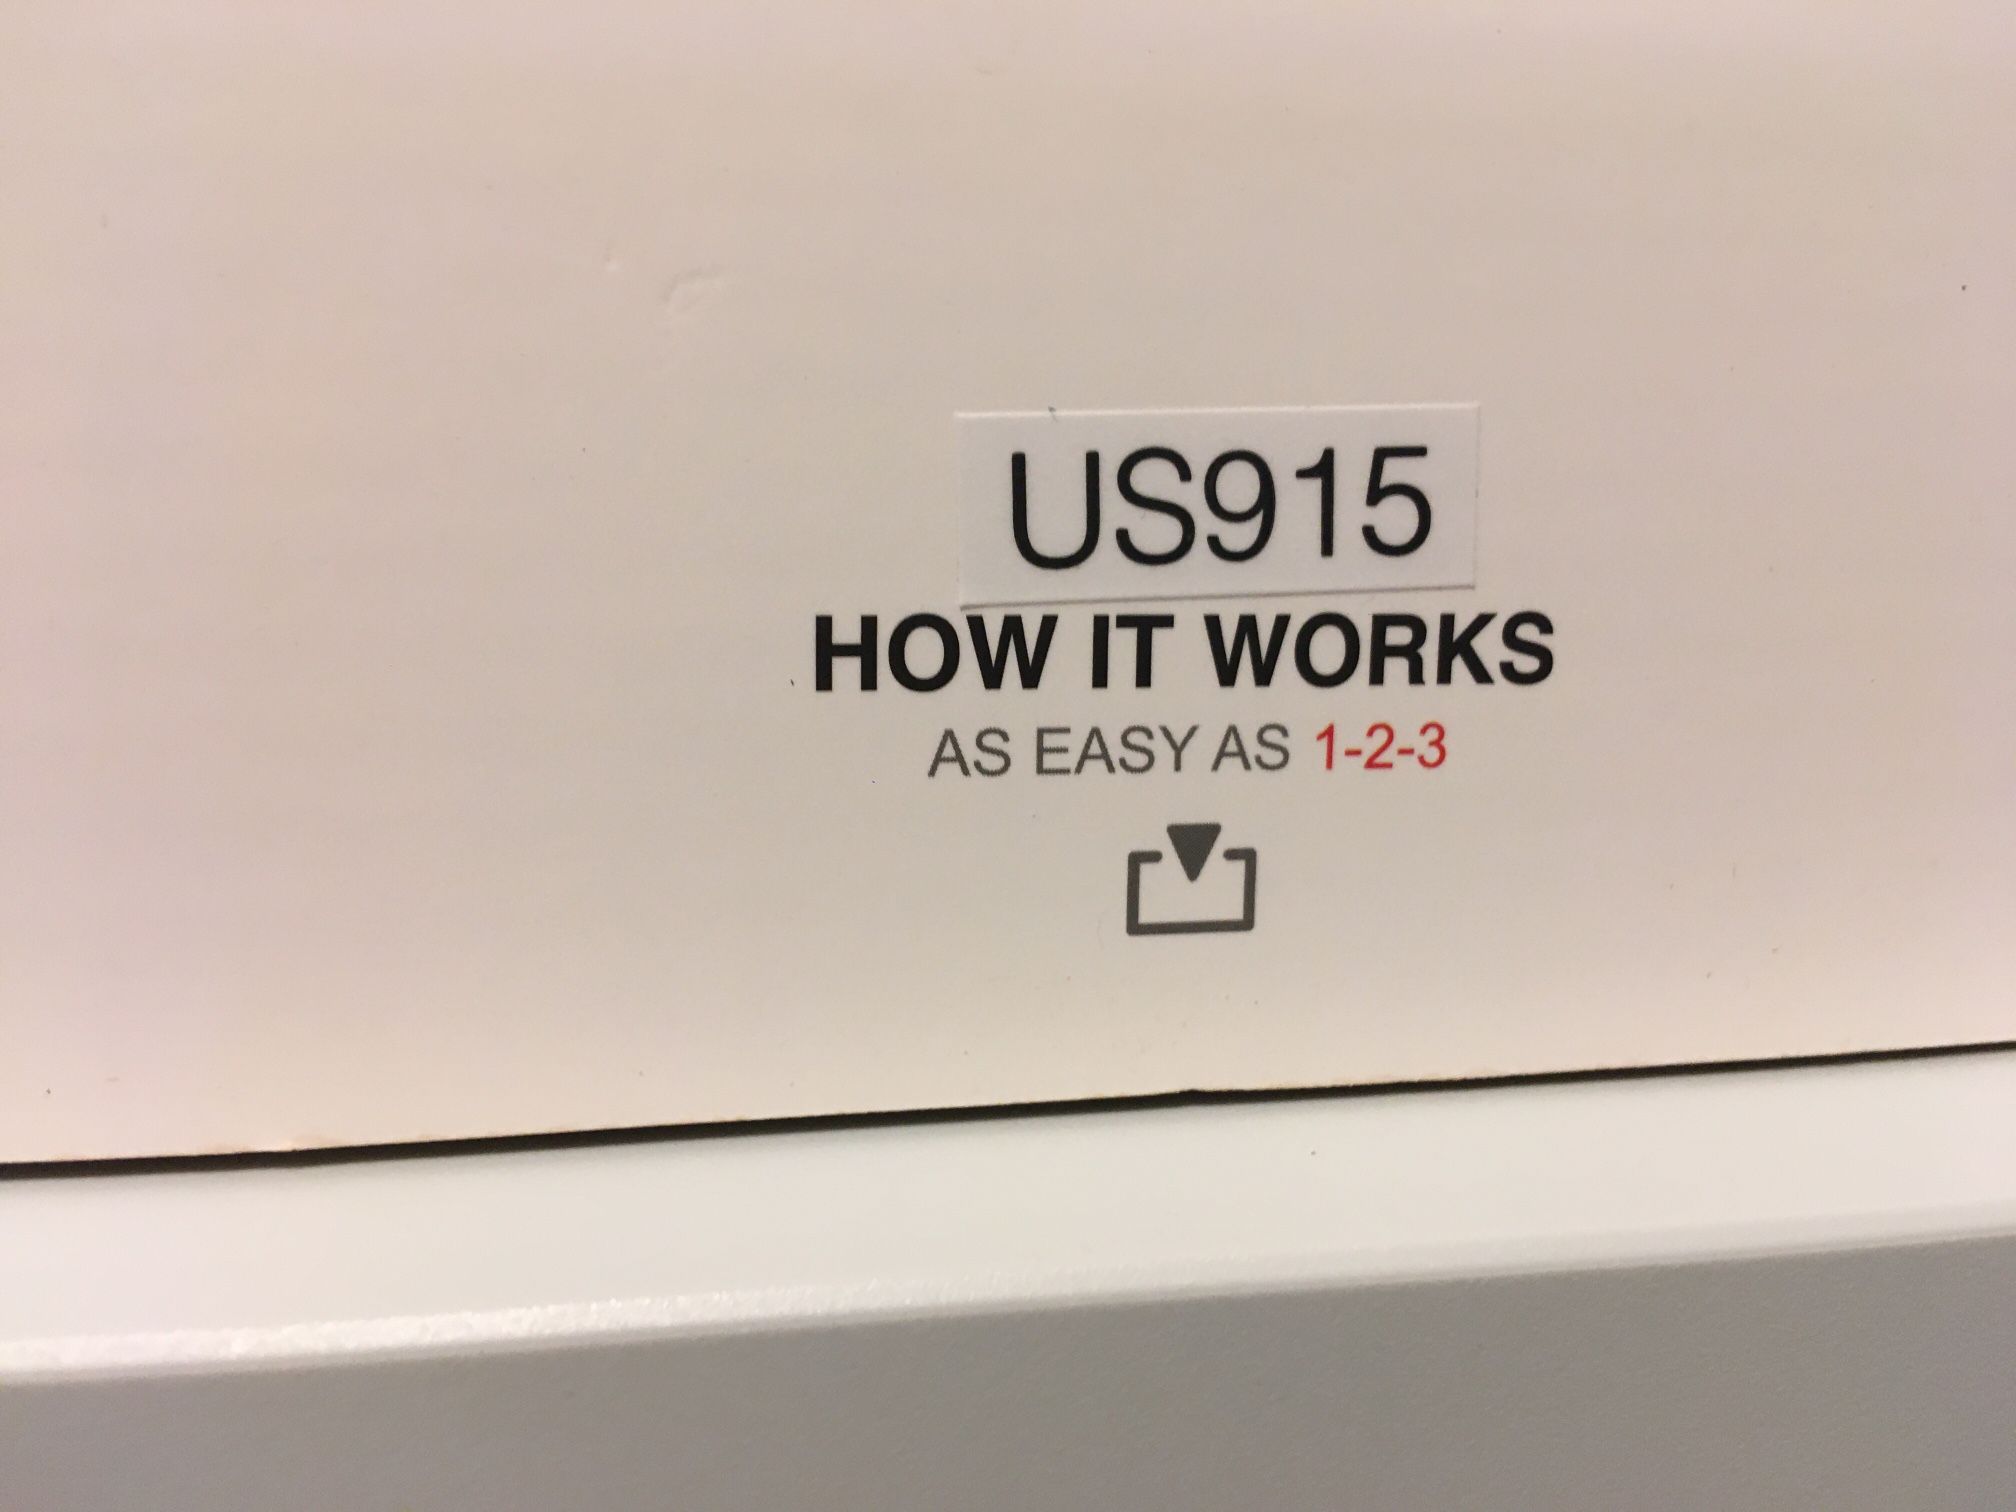 US915
HOW IT WORKS
AS EASY AS 1-2-3